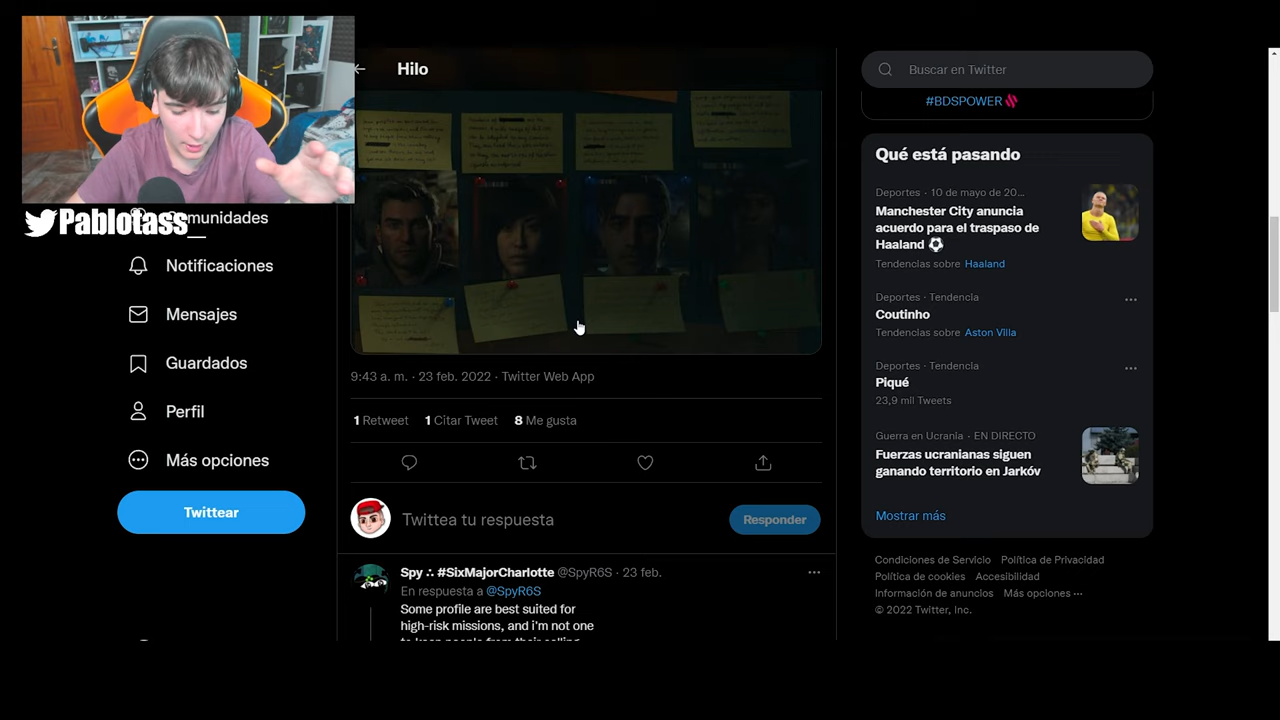 Hilo
Pablotass__
munidades
Notificaciones
Mensajes
Guardados
Perfil
Más opciones
Twittear
9:43 a. m. · 23 feb. 2022 · Twitter Web App
1 Retweet 1 Citar Tweet 8 Me gusta
Twittea tu respuesta
Responder
Spy ∴ #SixMajorCharlotte @SpyR6S · 23 feb.
En respuesta a @SpyR6S
Some profile are best suited for
high-risk missions, and i'm not one
Buscar en Twitter
#BDSPOWER
Qué está pasando
Deportes · 10 de mayo de 20...
Manchester City anuncia
acuerdo para el traspaso de
Haaland ⚽
Tendencias sobre Haaland
Deportes · Tendencia
Coutinho
Tendencias sobre Aston Villa
Deportes · Tendencia
Piqué
23,9 mil Tweets
Guerra en Ucrania · EN DIRECTO
Fuerzas ucranianas siguen
ganando territorio en Jarkóv
Mostrar más
Condiciones de Servicio Política de Privacidad
Política de cookies Accesibilidad
Información de anuncios Más opciones ···
© 2022 Twitter, Inc.